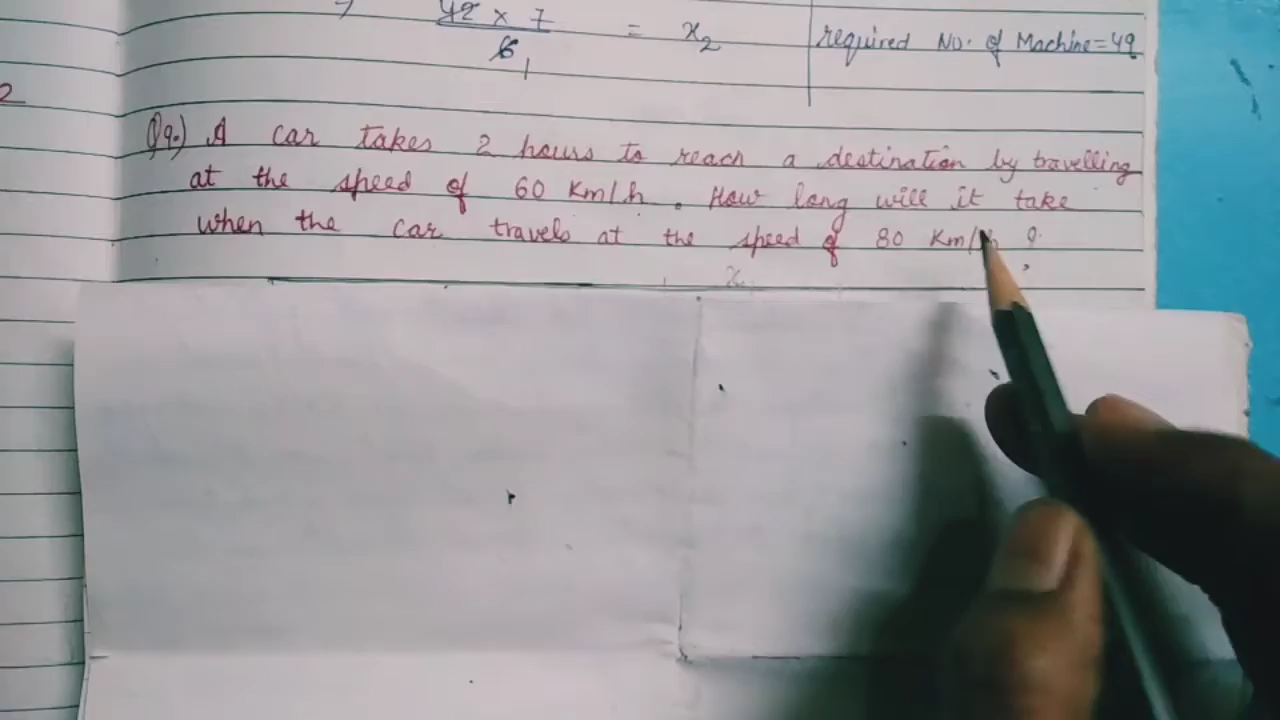 42 x 7 = x2
6 1
required No. of Machine=49
2
Q9.) A car takes 2 hours to reach a destination by travelling
at the speed of 60 Km/h. How long will it take
when the car travels at the speed of 80 Km/h ?